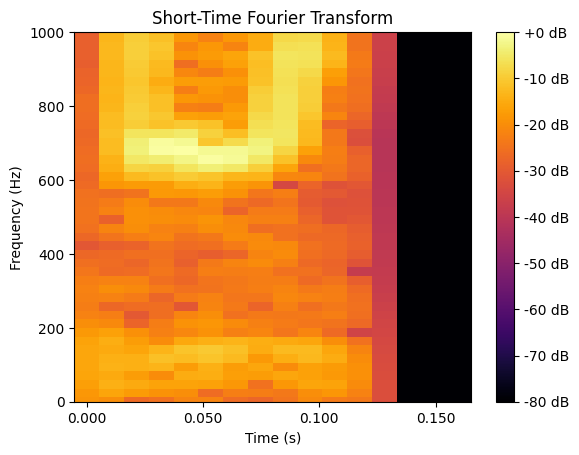 Short-Time Fourier Transform
Frequency (Hz)
1000
800
600
400
200
0
0.000
0.050
0.100
0.150
Time (s)
+0 dB
-10 dB
-20 dB
-30 dB
-40 dB
-50 dB
-60 dB
-70 dB
-80 dB